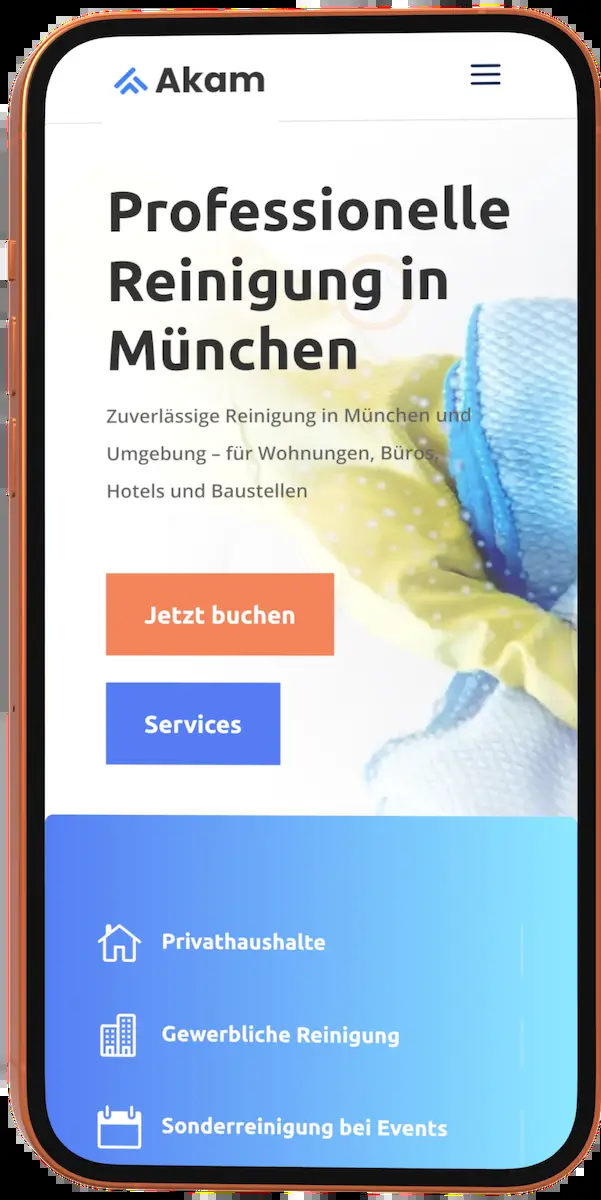 Akam
Professionelle
Reinigung in
München
Zuverlässige Reinigung in München und
Umgebung – für Wohnungen, Büros,
Hotels und Baustellen
Jetzt buchen
Services
Privathaushalte
Gewerbliche Reinigung
Sonderreinigung bei Events